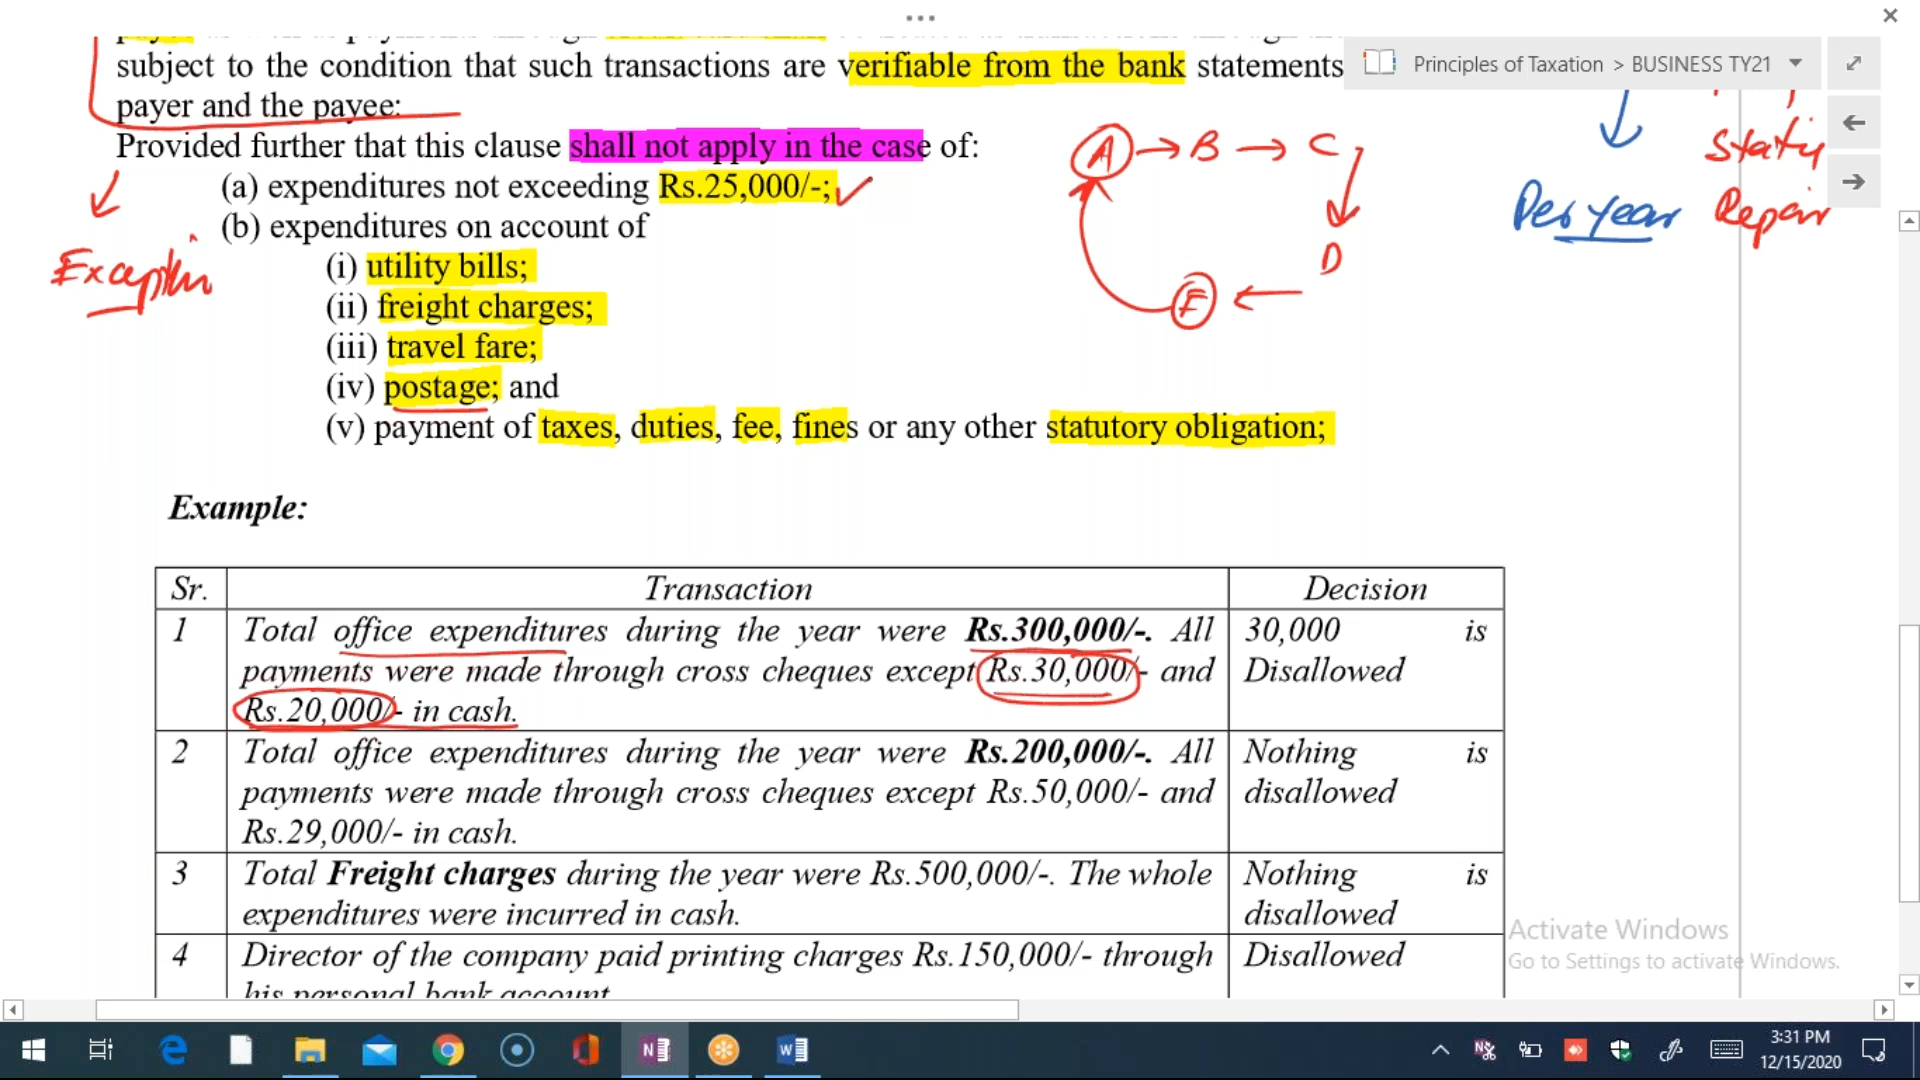 Principles of Taxation > BUSINESS TY21
subject to the condition that such transactions are verifiable from the bank statements
payer and the payee:
Provided further that this clause shall not apply in the case of:
(a) expenditures not exceeding Rs.25,000/-;
(b) expenditures on account of
(i) utility bills;
(ii) freight charges;
(iii) travel fare;
(iv) postage; and
(v) payment of taxes, duties, fee, fines or any other statutory obligation;
A → B → C
D
E
Per year
Repair
Example:
Sr. Transaction Decision
1 Total office expenditures during the year were Rs.300,000/-. All 30,000 is
payments were made through cross cheques except Rs.30,000/- and Disallowed
Rs.20,000/- in cash.
2 Total office expenditures during the year were Rs.200,000/-. All Nothing is
payments were made through cross cheques except Rs.50,000/- and disallowed
Rs.29,000/- in cash.
3 Total Freight charges during the year were Rs.500,000/-. The whole Nothing is
expenditures were incurred in cash. disallowed
4 Director of the company paid printing charges Rs.150,000/- through Disallowed
his personal bank account
Activate Windows
Go to Settings to activate Windows.
3:31 PM
12/15/2020